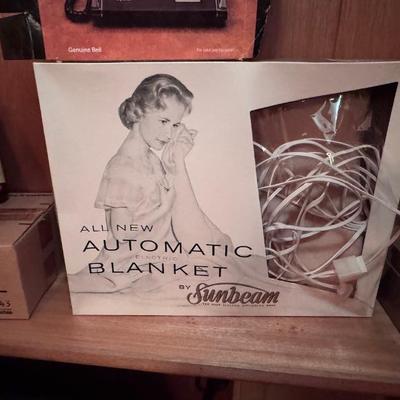 Genuine Bell
ALL NEW
AUTOMATIC
ELECTRIC
BLANKET
BY Sunbeam